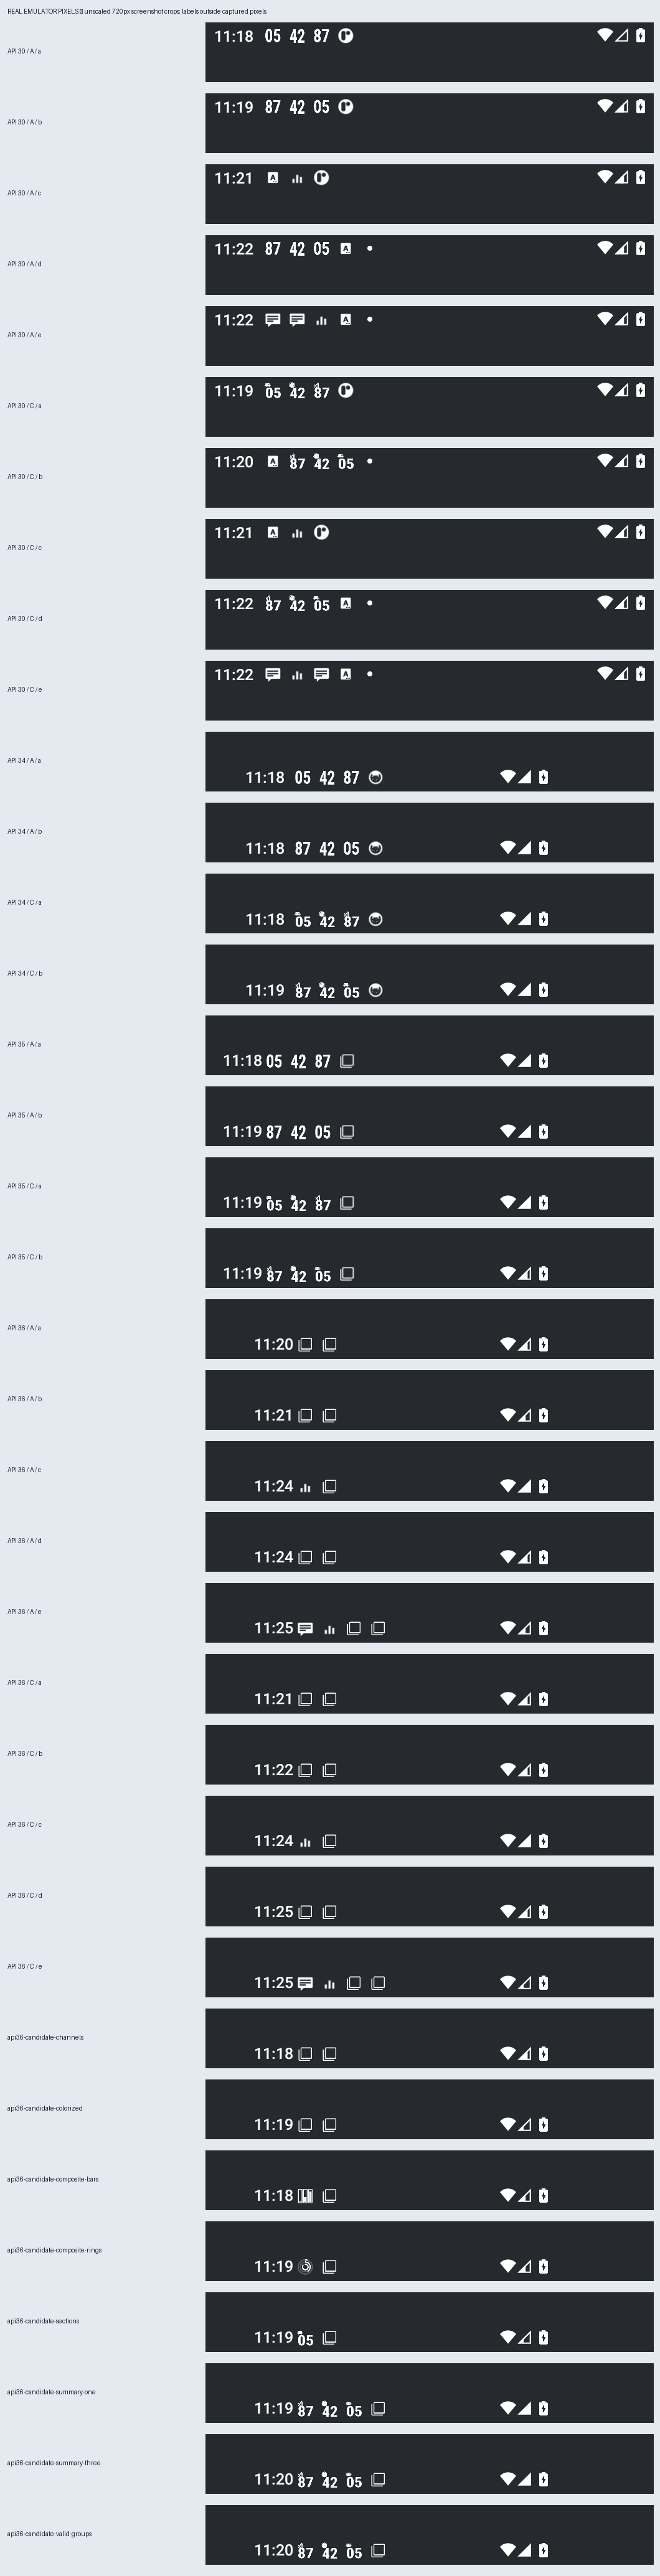 REAL EMULATOR PIXELS unscaled 720px screenshot crops; labels outside captured pixels
API 30 / A / a
11:18 05 42 87
API 30 / A / b
11:19 87 42 05
API 30 / A / c
11:21 A
API 30 / A / d
11:22 87 42 05 A
API 30 / A / e
11:22 A
API 30 / C / a
11:19 05 42 87
API 30 / C / b
11:20 A 87 42 05
API 30 / C / c
11:21 A
API 30 / C / d
11:22 87 42 05 A
API 30 / C / e
11:22 A
API 34 / A / a
11:18 05 42 87
API 34 / A / b
11:18 87 42 05
API 34 / C / a
11:18 05 42 87
API 34 / C / b
11:19 87 42 05
API 35 / A / a
11:18 05 42 87
API 35 / A / b
11:19 87 42 05
API 35 / C / a
11:19 05 42 87
API 35 / C / b
11:19 87 42 05
API 36 / A / a
11:20
API 36 / A / b
11:21
API 36 / A / c
11:24
API 36 / A / d
11:24
API 36 / A / e
11:25
API 36 / C / a
11:21
API 36 / C / b
11:22
API 36 / C / c
11:24
API 36 / C / d
11:25
API 36 / C / e
11:25
api36-candidate-channels
11:18
api36-candidate-colorized
11:19
api36-candidate-composite-bars
11:18
api36-candidate-composite-rings
11:19
api36-candidate-sections
11:19 05
api36-candidate-summary-one
11:19 87 42 05
api36-candidate-summary-three
11:20 87 42 05
api36-candidate-valid-groups
11:20 87 42 05